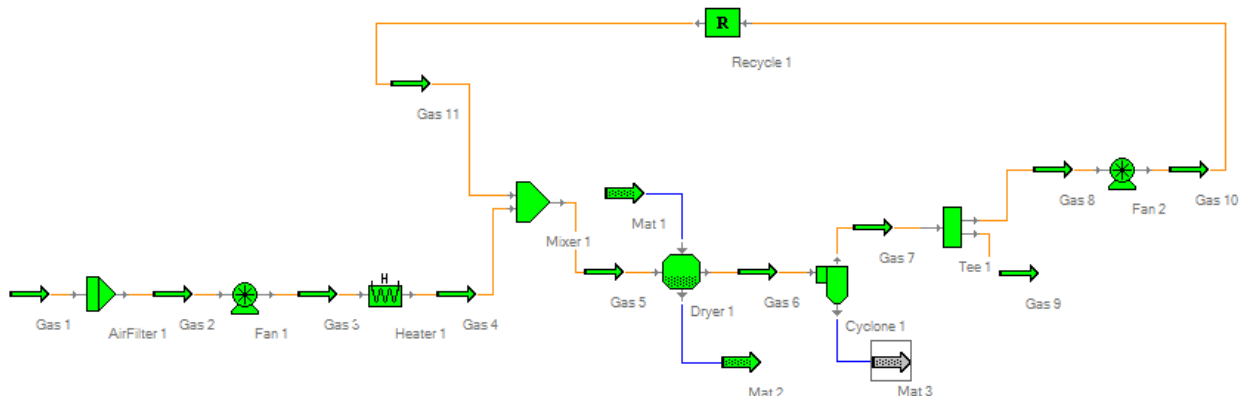 R
Recycle 1
Gas 11
Gas 8
Fan 2
Gas 10
Mat 1
Mixer 1
Gas 7
Tee 1
Gas 9
H
Gas 5
Dryer 1
Gas 6
Cyclone 1
Gas 1
AirFilter 1
Gas 2
Fan 1
Gas 3
Heater 1
Gas 4
Mat 2
Mat 3